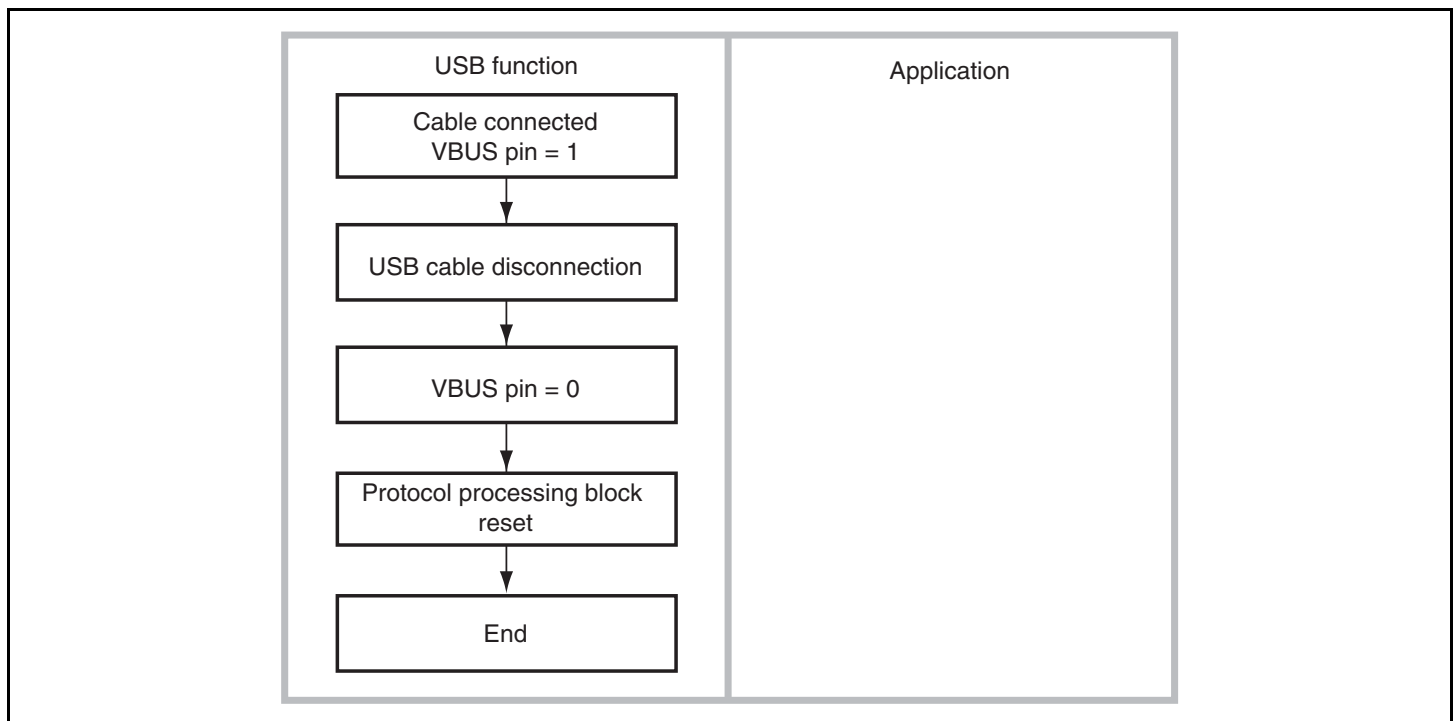 USB function
Application
Cable connected
VBUS pin = 1
USB cable disconnection
VBUS pin = 0
Protocol processing block
reset
End